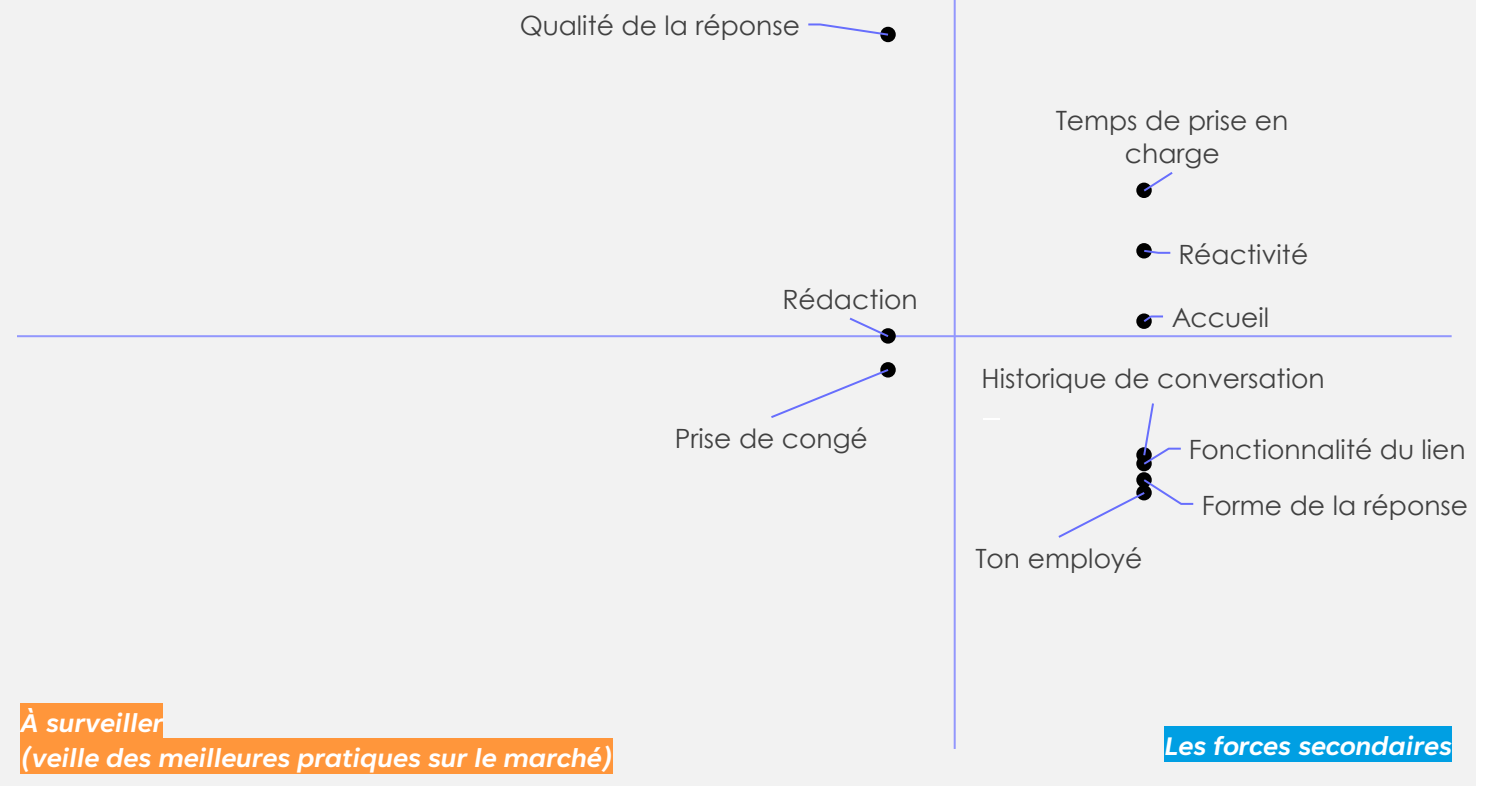 Qualité de la réponse
Temps de prise en
charge
Réactivité
Rédaction
Accueil
Historique de conversation
Prise de congé
Fonctionnalité du lien
Forme de la réponse
Ton employé
À surveiller
(veille des meilleures pratiques sur le marché)
Les forces secondaires